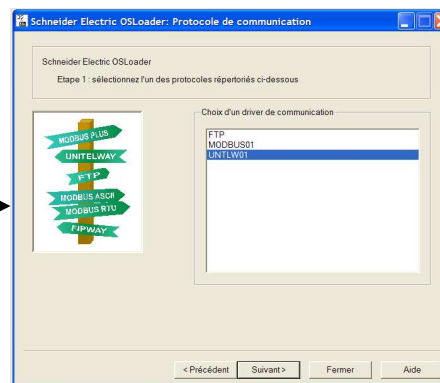 Schneider Electric OSLoader: Protocole de communication
Schneider Electric OSLoader
Etape 1 : sélectionnez l'un des protocoles répertoriés ci-dessous
MODBUS PLUS
UNITELWAY
FTP
MODBUS ASCII
MODBUS RTU
FIPWAY
Choix d'un driver de communication
FTP
MODBUS01
UNTLW01
< Précédent
Suivant >
Fermer
Aide